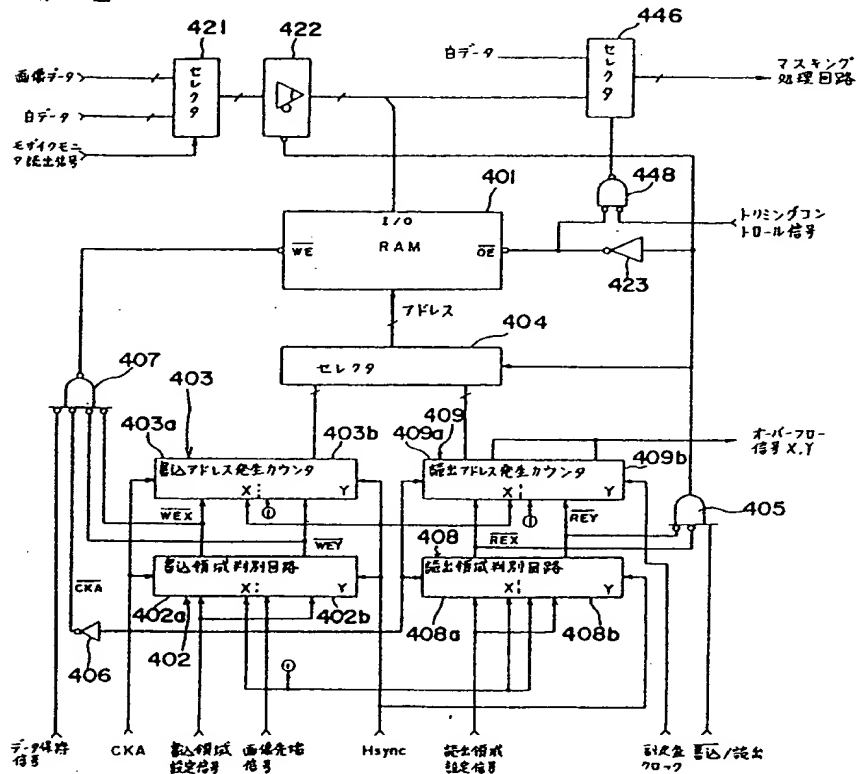 421
422
446
画像データ
白データ
モザイクモニ
タ読出信号
セレクタ
白データ
セレクタ
マスキング
処理回路
448
トリミングコン
トロール信号
401
I/O
RAM
WE
OE
423
アドレス
404
セレクタ
407
403
403a
403b
書込アドレス発生カウンタ
X
Y
409
409a
409b
読出アドレス発生カウンタ
X
Y
オーバーフロー
信号X,Y
405
WEX
WEY
REX
REY
408
CKA
書込領域判別回路
X
Y
402a
402
402b
読出領域判別回路
X
Y
408a
408b
406
データ保持
信号
CKA
書込領域
設定信号
画像先端
信号
Hsync
読出領域
設定信号
副走査
クロック
書込/読出